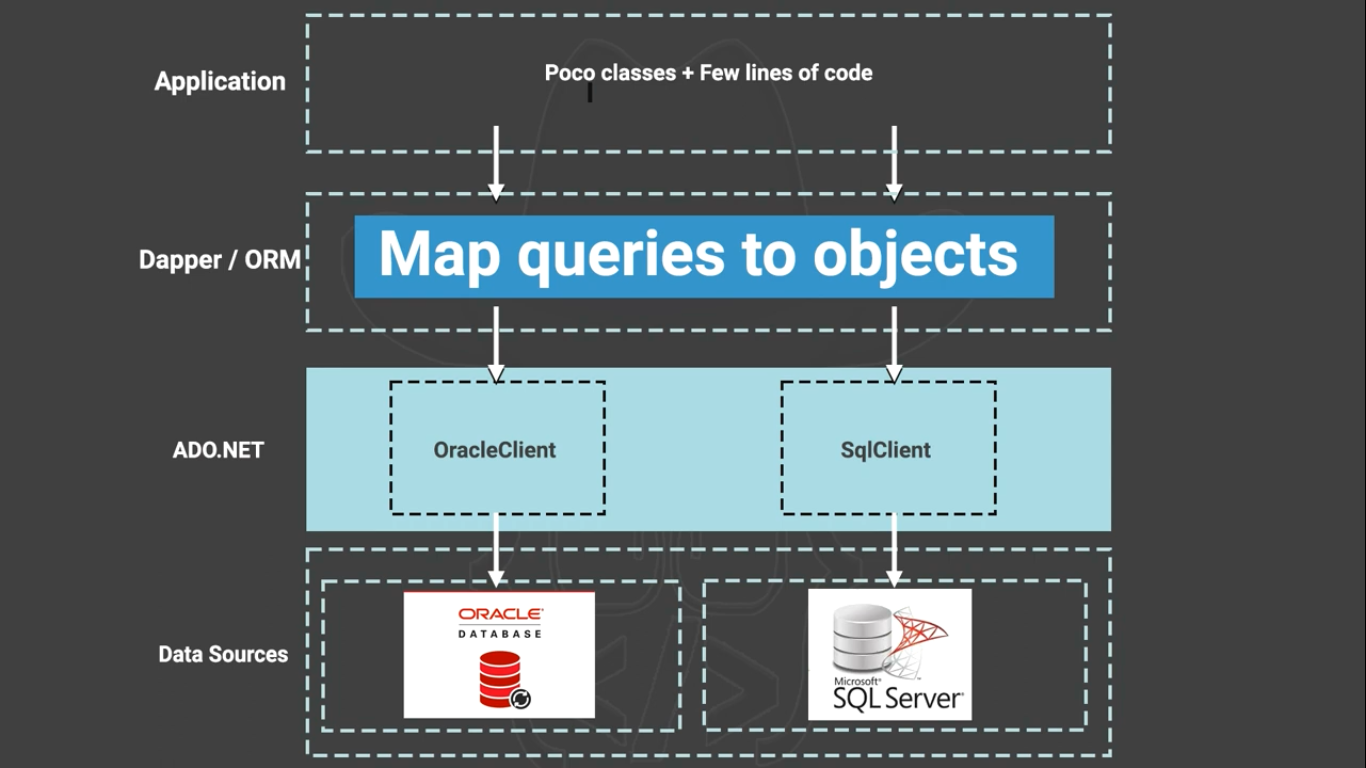 Application
Poco classes + Few lines of code
Dapper / ORM
Map queries to objects
ADO.NET
OracleClient
SqlClient
Data Sources
ORACLE®
DATABASE
Microsoft®
SQL Server®